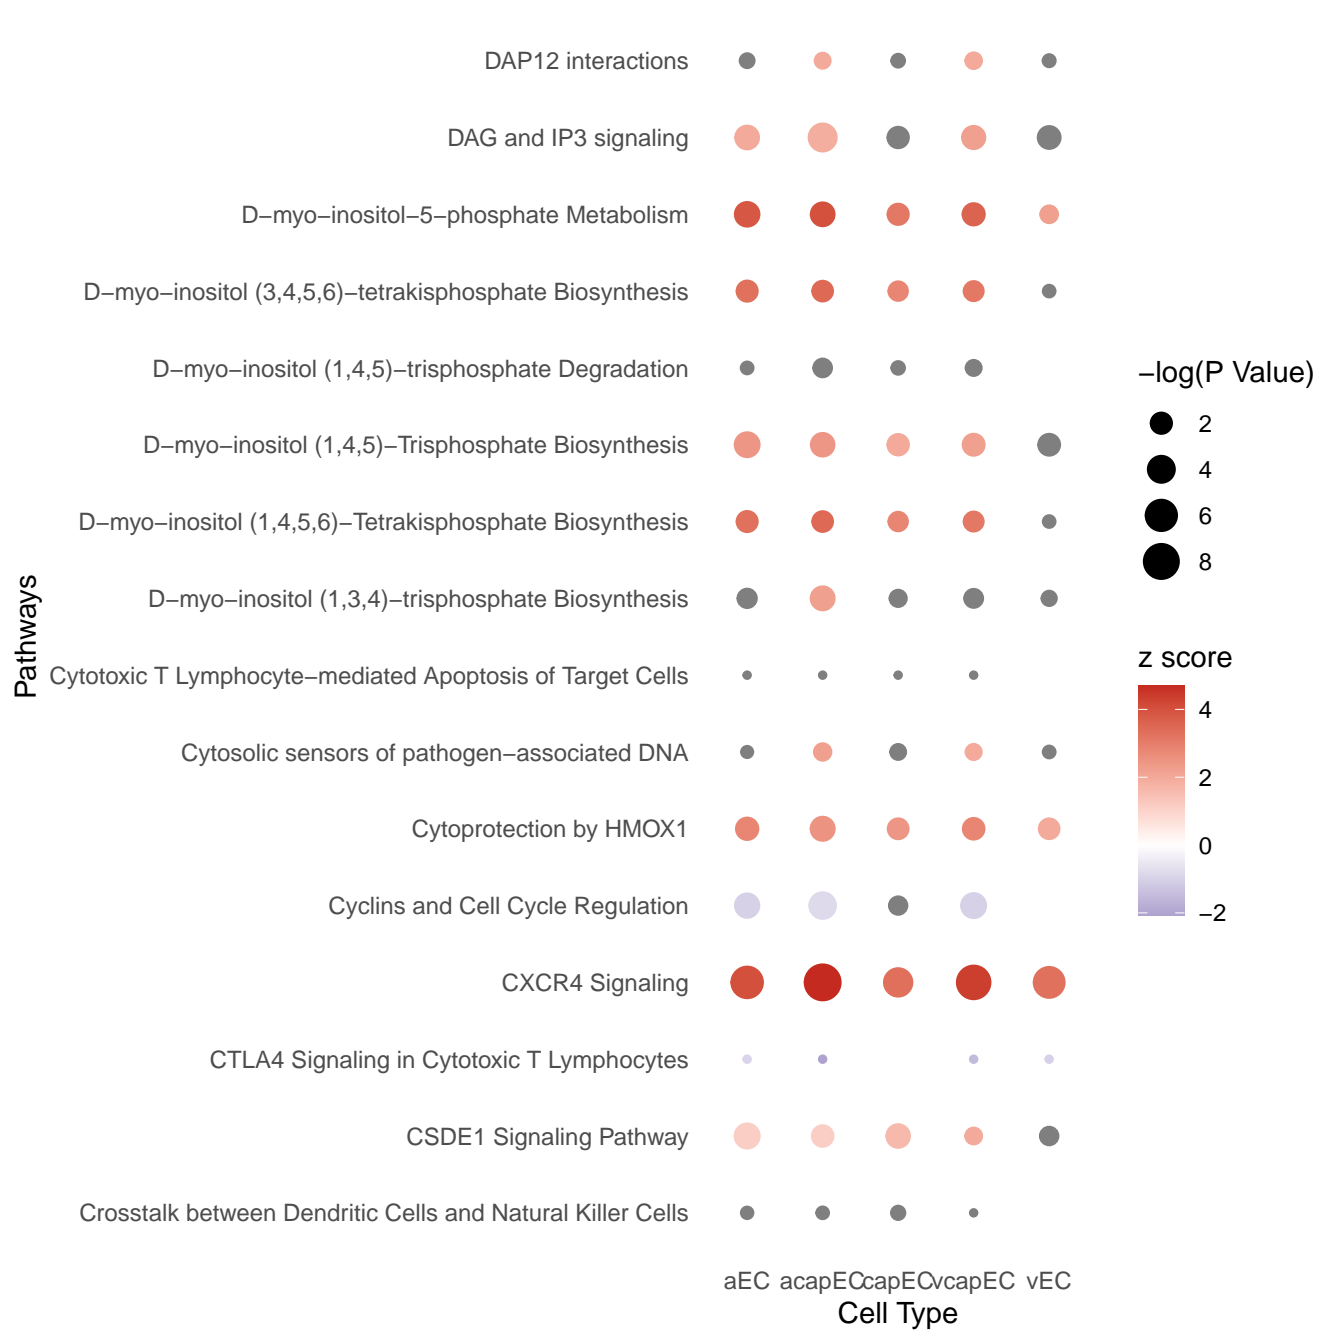 DAP12 interactions
DAG and IP3 signaling
D−myo−inositol−5−phosphate Metabolism
D−myo−inositol (3,4,5,6)−tetrakisphosphate Biosynthesis
D−myo−inositol (1,4,5)−trisphosphate Degradation
D−myo−inositol (1,4,5)−Trisphosphate Biosynthesis
D−myo−inositol (1,4,5,6)−Tetrakisphosphate Biosynthesis
D−myo−inositol (1,3,4)−trisphosphate Biosynthesis
Cytotoxic T Lymphocyte−mediated Apoptosis of Target Cells
Cytosolic sensors of pathogen−associated DNA
Cytoprotection by HMOX1
Cyclins and Cell Cycle Regulation
CXCR4 Signaling
CTLA4 Signaling in Cytotoxic T Lymphocytes
CSDE1 Signaling Pathway
Crosstalk between Dendritic Cells and Natural Killer Cells
Pathways
aEC acapEC capEC vcapEC vEC
Cell Type
−log(P Value)
2
4
6
8
z score
4
2
0
−2